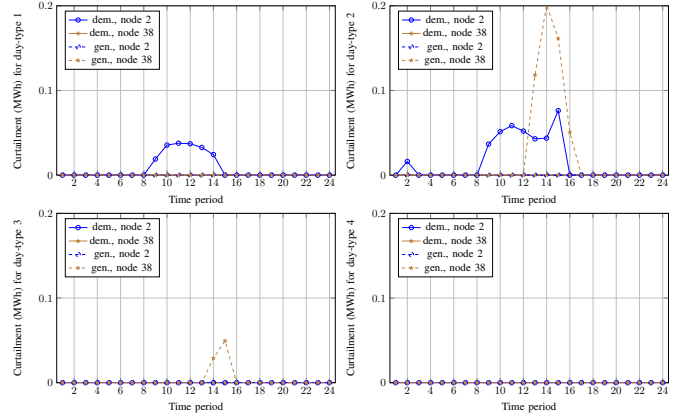 0.2
0.1
0
Curtailment (MWh) for day-type 1
dem., node 2
dem., node 38
gen., node 2
gen., node 38
2 4 6 8 10 12 14 16 18 20 22 24
Time period
0.2
0.1
0
Curtailment (MWh) for day-type 2
dem., node 2
dem., node 38
gen., node 2
gen., node 38
2 4 6 8 10 12 14 16 18 20 22 24
Time period
0.2
0.1
0
Curtailment (MWh) for day-type 3
dem., node 2
dem., node 38
gen., node 2
gen., node 38
2 4 6 8 10 12 14 16 18 20 22 24
Time period
0.2
0.1
0
Curtailment (MWh) for day-type 4
dem., node 2
dem., node 38
gen., node 2
gen., node 38
2 4 6 8 10 12 14 16 18 20 22 24
Time period